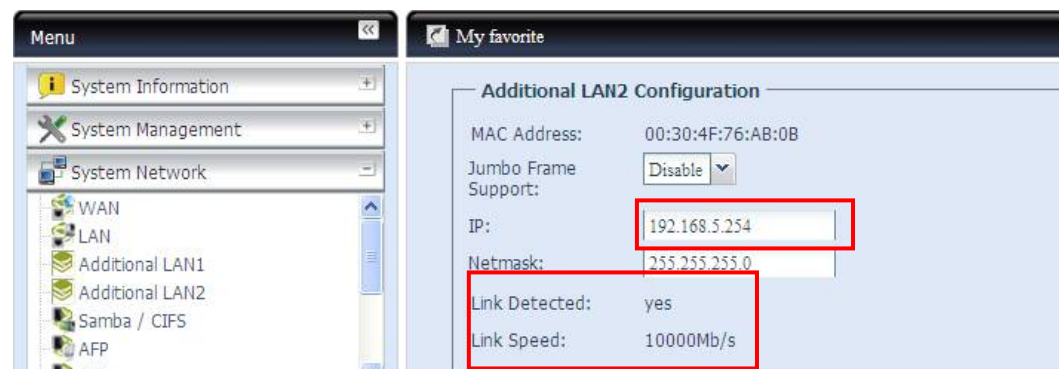 Menu
My favorite
System Information
System Management
System Network
WAN
LAN
Additional LAN1
Additional LAN2
Samba / CIFS
AFP
Additional LAN2 Configuration
MAC Address: 00:30:4F:76:AB:0B
Jumbo Frame Support: Disable
IP: 192.168.5.254
Netmask: 255.255.255.0
Link Detected: yes
Link Speed: 10000Mb/s